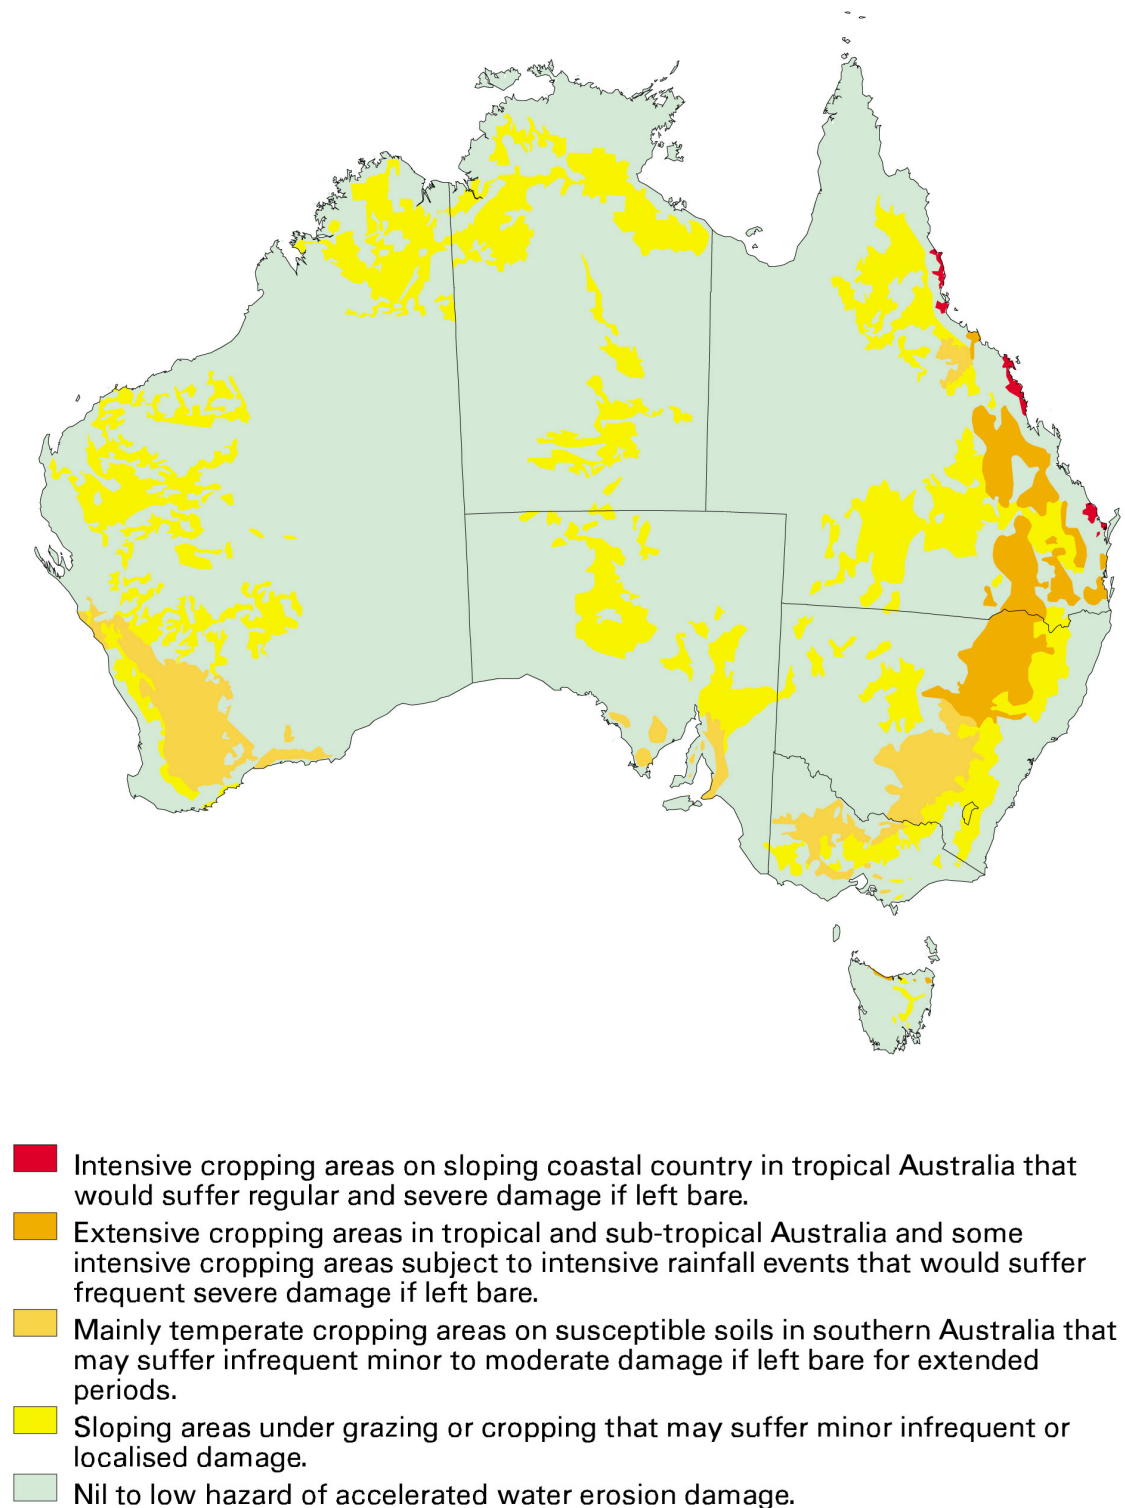 Intensive cropping areas on sloping coastal country in tropical Australia that
would suffer regular and severe damage if left bare.
Extensive cropping areas in tropical and sub-tropical Australia and some
intensive cropping areas subject to intensive rainfall events that would suffer
frequent severe damage if left bare.
Mainly temperate cropping areas on susceptible soils in southern Australia that
may suffer infrequent minor to moderate damage if left bare for extended
periods.
Sloping areas under grazing or cropping that may suffer minor infrequent or
localised damage.
Nil to low hazard of accelerated water erosion damage.